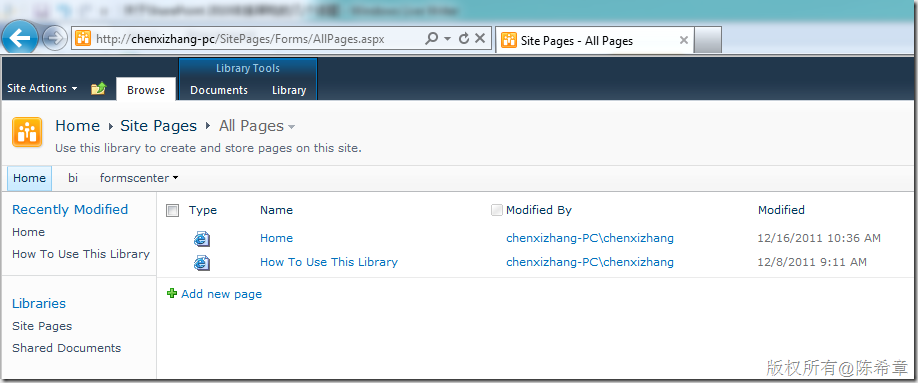 http://chenxizhang-pc/SitePages/Forms/AllPages.aspx
Site Pages - All Pages
Library Tools
Site Actions
Browse
Documents
Library
Home
Site Pages
All Pages
Use this library to create and store pages on this site.
Home
bi
formscenter
Recently Modified
Home
How To Use This Library
Libraries
Site Pages
Shared Documents
Type Name Modified By Modified
Home chenxizhang-PC\chenxizhang 12/16/2011 10:36 AM
How To Use This Library chenxizhang-PC\chenxizhang 12/8/2011 9:11 AM
Add new page
版权所有@陈希章